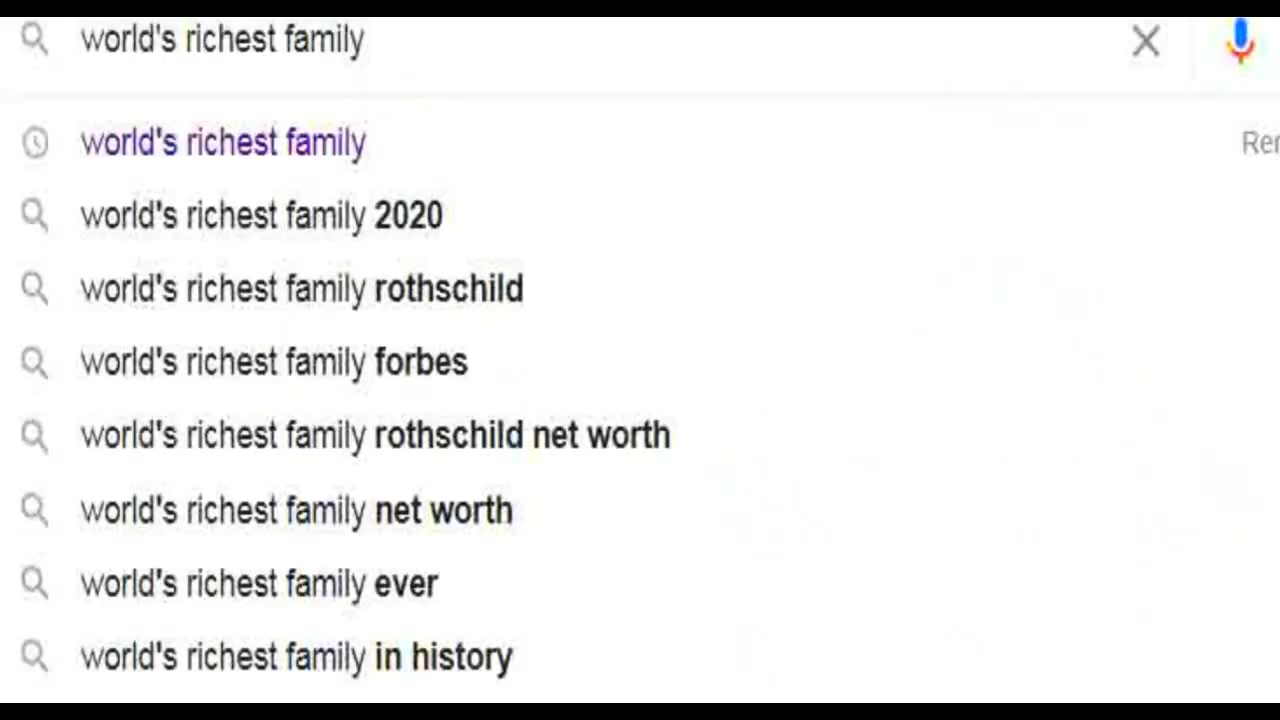 world's richest family
world's richest family
world's richest family 2020
world's richest family rothschild
world's richest family forbes
world's richest family rothschild net worth
world's richest family net worth
world's richest family ever
world's richest family in history